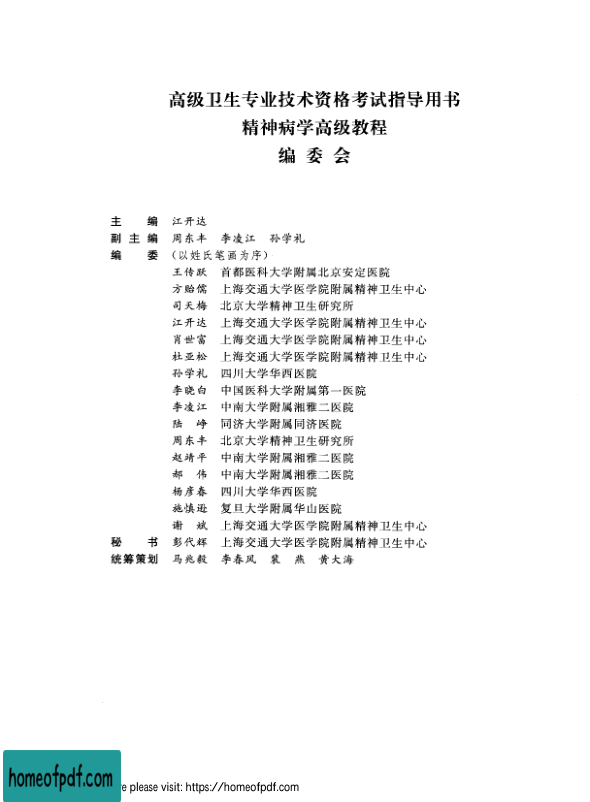 高级卫生专业技术资格考试指导用书
精神病学高级教程
编 委 会
主 编 江开达
副 主 编 周东丰 李凌江 孙学礼
编 委 (以姓氏笔画为序)
王传跃 首都医科大学附属北京安定医院
方贻儒 上海交通大学医学院附属精神卫生中心
司天梅 北京大学精神卫生研究所
江开达 上海交通大学医学院附属精神卫生中心
肖世富 上海交通大学医学院附属精神卫生中心
杜亚松 上海交通大学医学院附属精神卫生中心
孙学礼 四川大学华西医院
李晓白 中国医科大学附属第一医院
李凌江 中南大学附属湘雅二医院
陆 峥 同济大学附属同济医院
周东丰 北京大学精神卫生研究所
赵靖平 中南大学附属湘雅二医院
郝 伟 中南大学附属湘雅二医院
杨彦春 四川大学华西医院
施慎逊 复旦大学附属华山医院
谢 斌 上海交通大学医学院附属精神卫生中心
秘 书 彭代辉 上海交通大学医学院附属精神卫生中心
统筹策划 马兆毅 李春风 裴 燕 黄大海
homeofpdf.com
please visit: https://homeofpdf.com